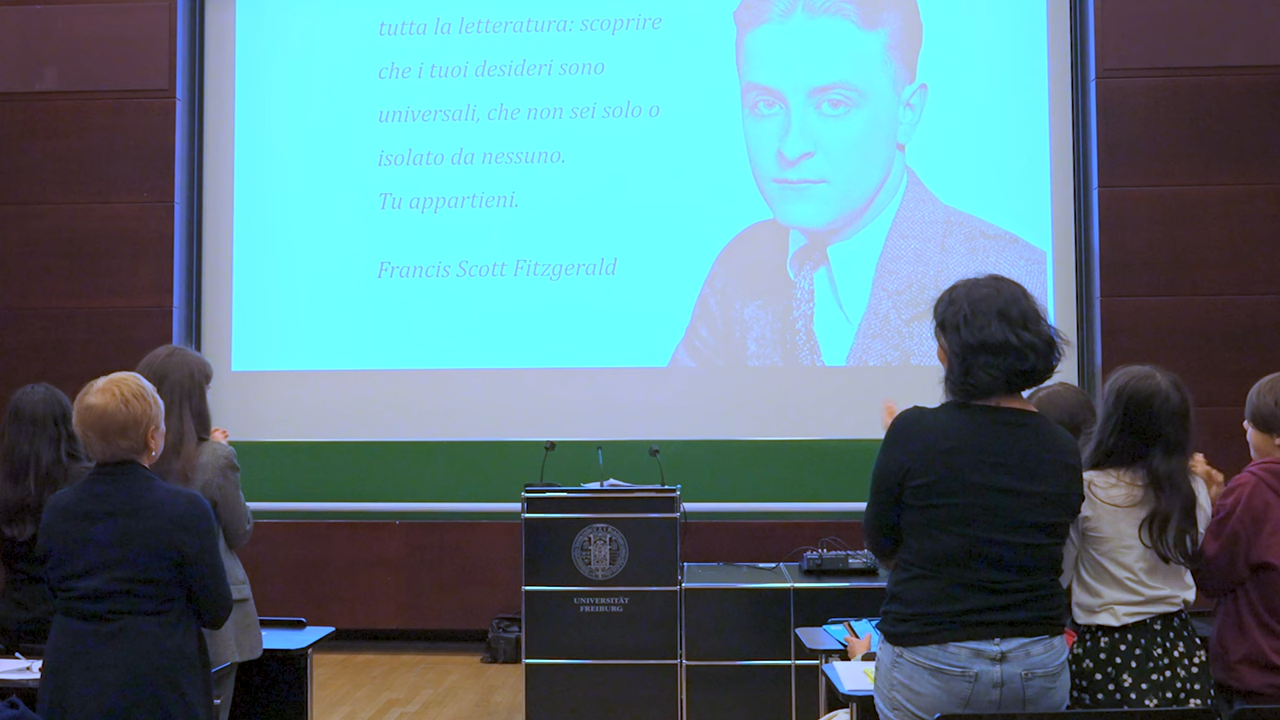 tutta la letteratura: scoprire
che i tuoi desideri sono
universali, che non sei solo o
isolato da nessuno.
Tu appartieni.
Francis Scott Fitzgerald
UNIVERSITÄT
FREIBURG